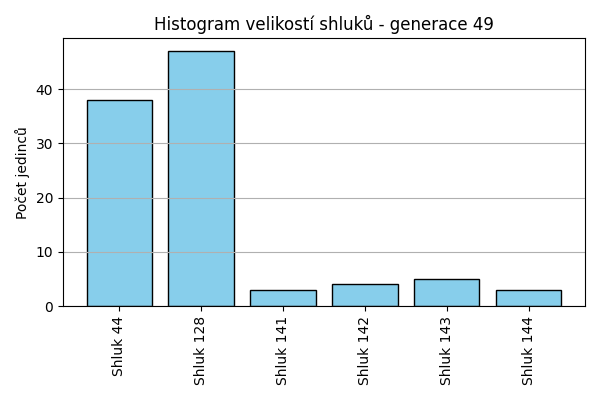 Histogram velikostí shluků - generace 49
Počet jedinců
40
30
20
10
0
Shluk 44
Shluk 128
Shluk 141
Shluk 142
Shluk 143
Shluk 144